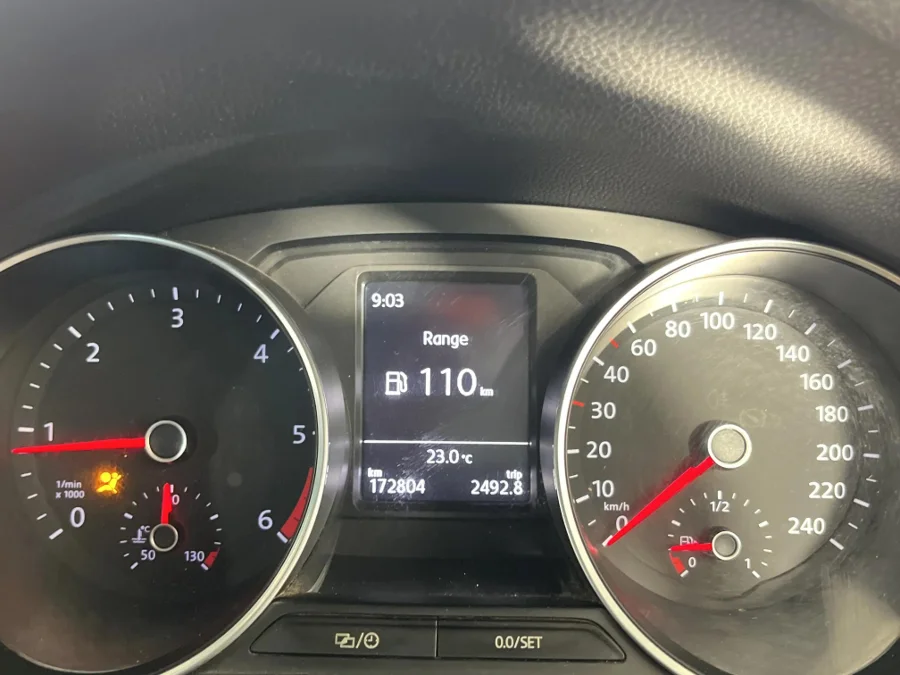 9:03
Range
110 km
23.0 °C
km trip
172804 2492.8
0 1 2 3 4 5 6
1/min
x 1000
°C
50 130
0 10 20 30 40 60 80 100 120 140 160 180 200 220 240
km/h
0 1/2 1
/
0.0/SET